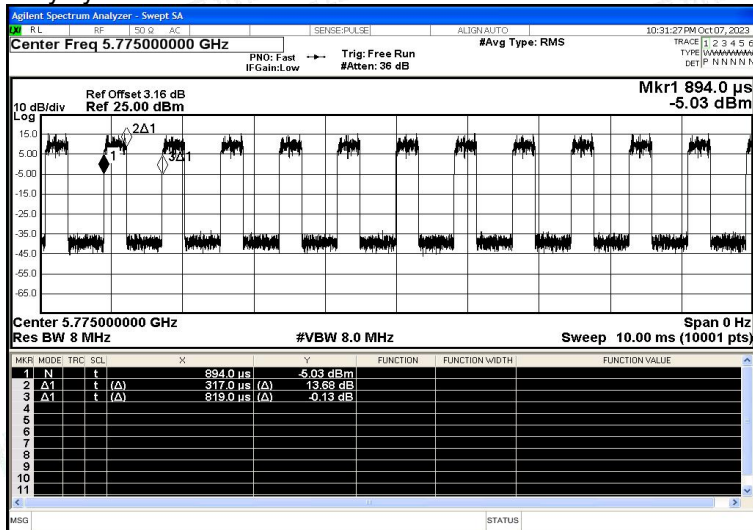 Agilent Spectrum Analyzer - Swept SA
RL RF 50 Ω AC SENSE:PULSE ALIGN AUTO 10:31:27 PM Oct 07, 2023
Center Freq 5.775000000 GHz #Avg Type: RMS TRACE 1 2 3 4 5 6
PNO: Fast Trig: Free Run TYPE
IFGain:Low #Atten: 36 dB DET P N N N N N
Ref Offset 3.16 dB Mkr1 894.0 µs
10 dB/div Ref 25.00 dBm -5.03 dBm
Log
15.0
5.00
-5.00
-15.0
-25.0
-35.0
-45.0
-55.0
-65.0
1
2Δ1
3Δ1
Center 5.775000000 GHz Span 0 Hz
Res BW 8 MHz #VBW 8.0 MHz Sweep 10.00 ms (10001 pts)
MKR MODE TRC SCL X Y FUNCTION FUNCTION WIDTH FUNCTION VALUE
1 N t 894.0 µs -5.03 dBm
2 Δ1 t (Δ) 317.0 µs (Δ) 13.68 dB
3 Δ1 t (Δ) 819.0 µs (Δ) -0.13 dB
4
5
6
7
8
9
10
11
MSG STATUS